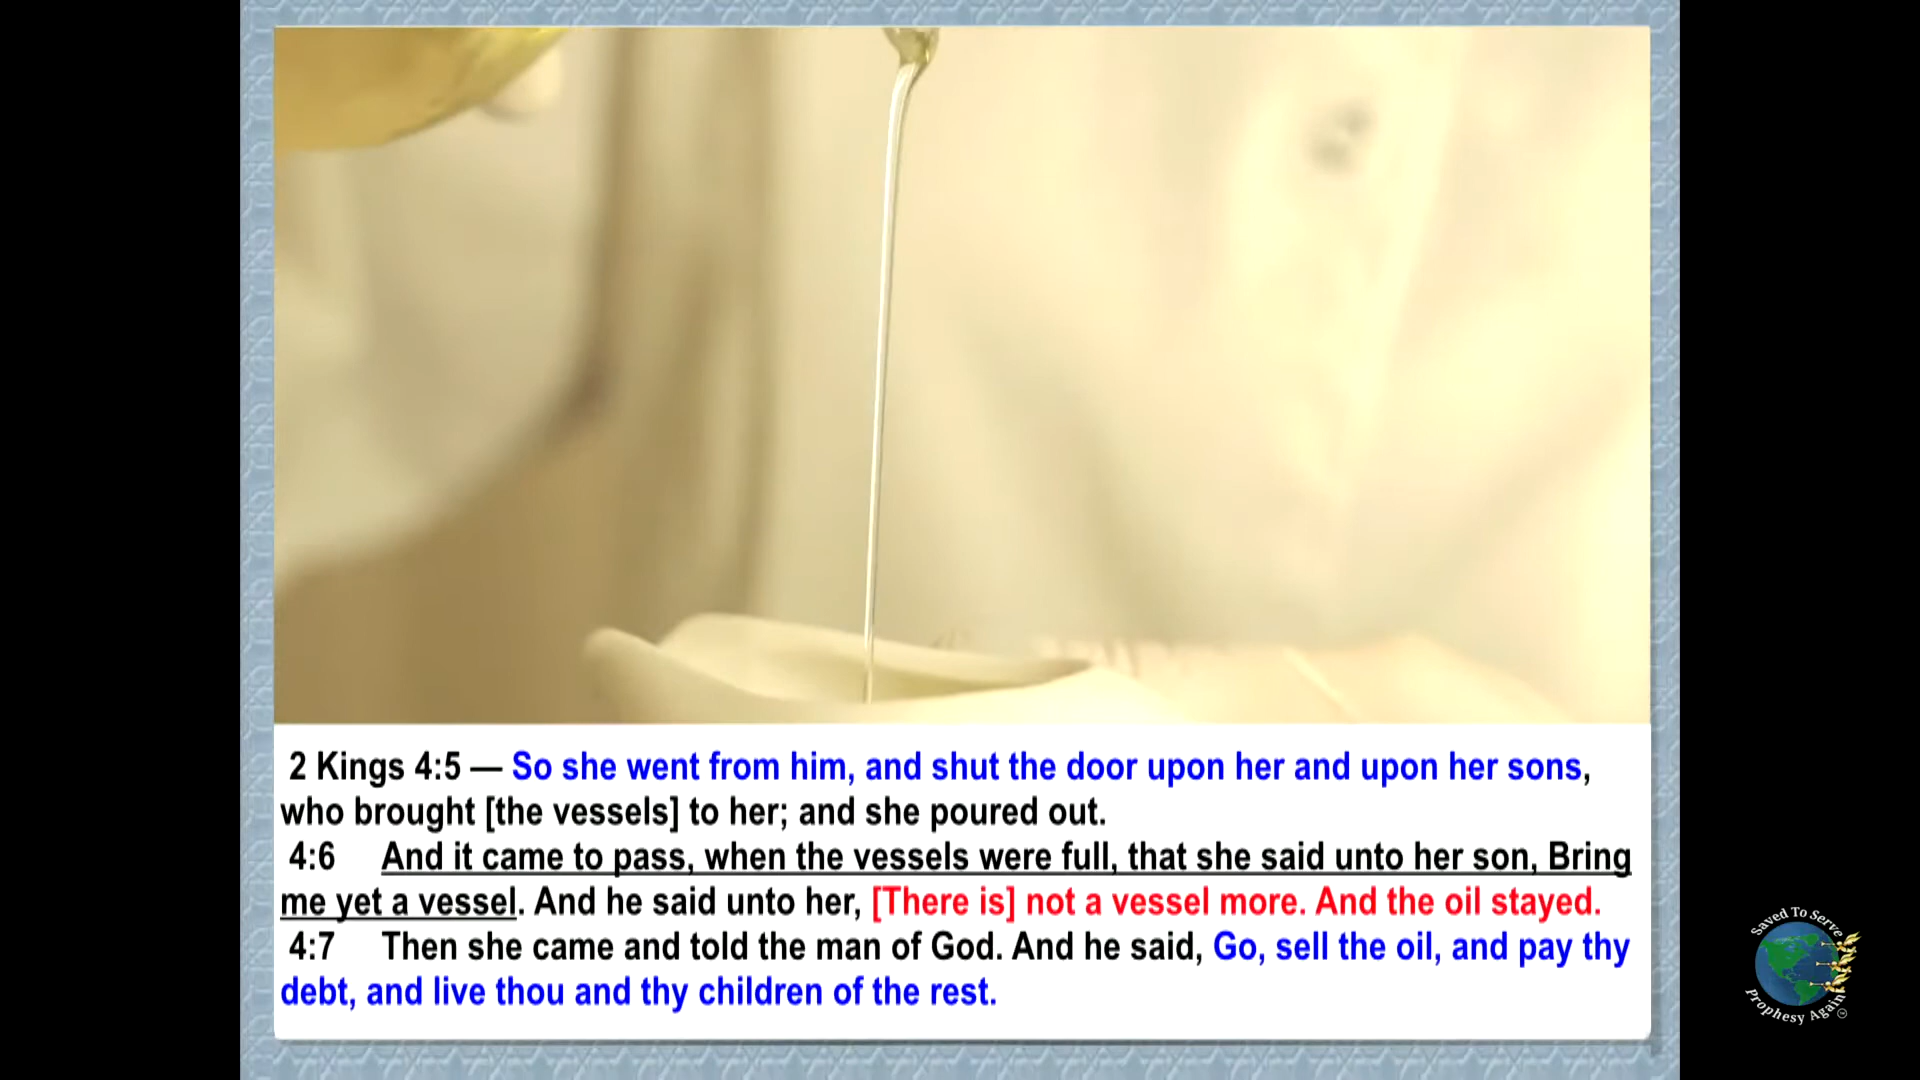 2 Kings 4:5 — So she went from him, and shut the door upon her and upon her sons,
who brought [the vessels] to her; and she poured out.
4:6 And it came to pass, when the vessels were full, that she said unto her son, Bring
me yet a vessel. And he said unto her, [There is] not a vessel more. And the oil stayed.
4:7 Then she came and told the man of God. And he said, Go, sell the oil, and pay thy
debt, and live thou and thy children of the rest.
Saved To Serve
Prophesy Again